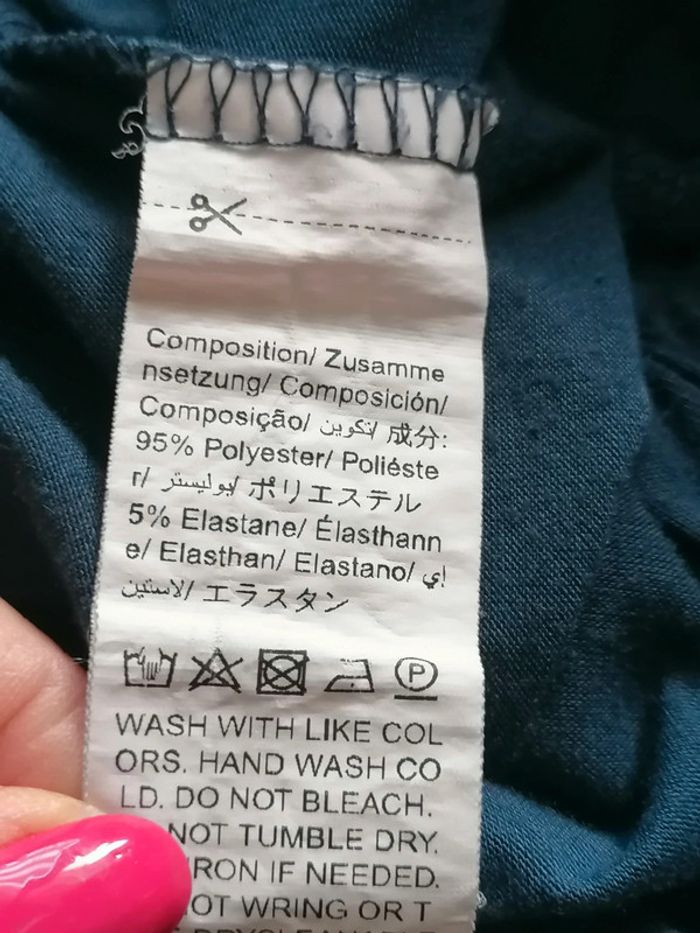 Composition/ Zusamme
nsetzung/ Composición/
Composição/ تكوين/ 成分:
95% Polyester/ Poliéste
r/ بوليستر/ ポリエステル
5% Elastane/ Élasthann
e/ Elasthan/ Elastano/ إي
لاستين/ エラスタン
P
WASH WITH LIKE COL
ORS. HAND WASH CO
LD. DO NOT BLEACH.
NOT TUMBLE DRY.
IRON IF NEEDED.
NOT WRING OR T